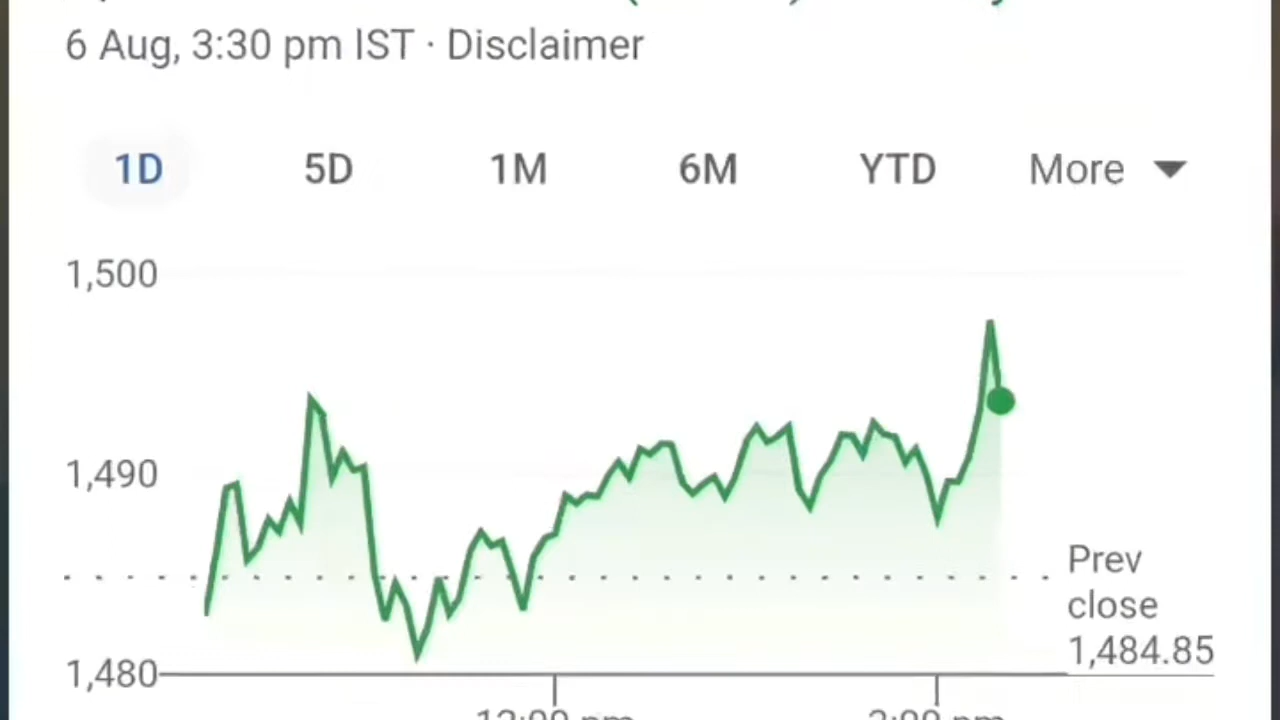 6 Aug, 3:30 pm IST · Disclaimer
1D 5D 1M 6M YTD More
1,500
1,490
Prev
close
1,484.85
1,480